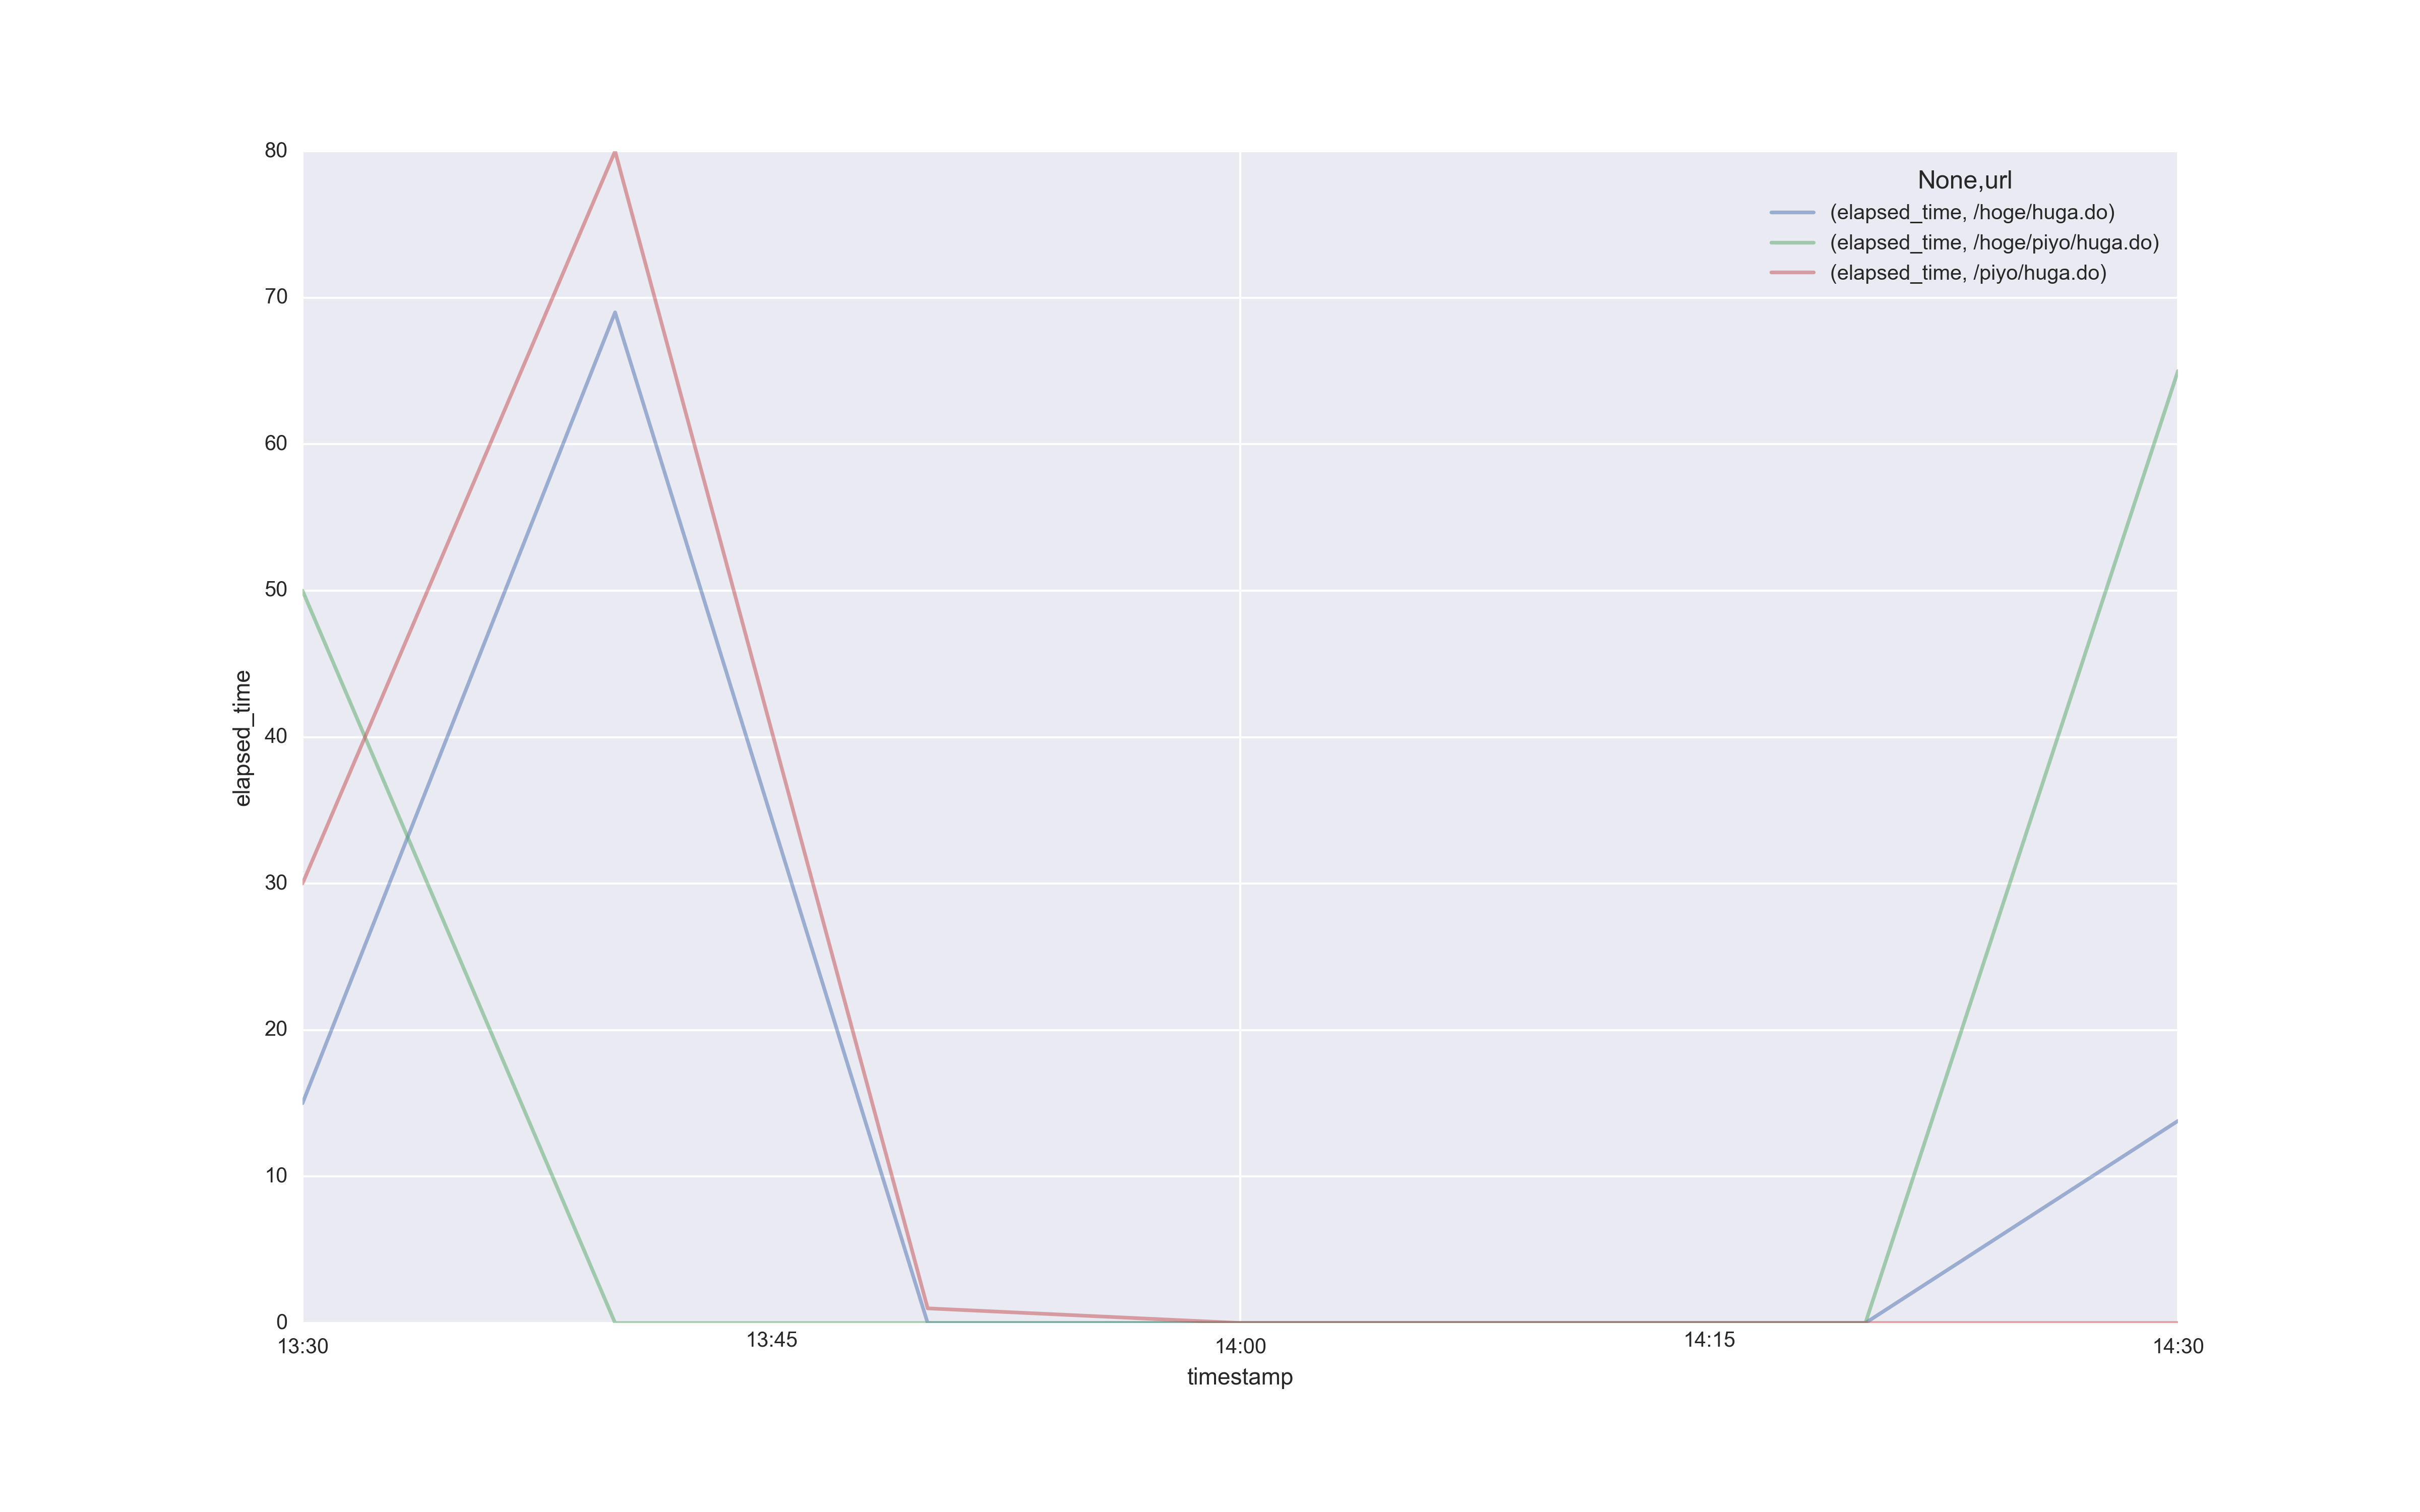 None,url
(elapsed_time, /hoge/huga.do)
(elapsed_time, /hoge/piyo/huga.do)
(elapsed_time, /piyo/huga.do)
80
70
60
50
40
30
20
10
0
elapsed_time
13:30
13:45
14:00
14:15
14:30
timestamp